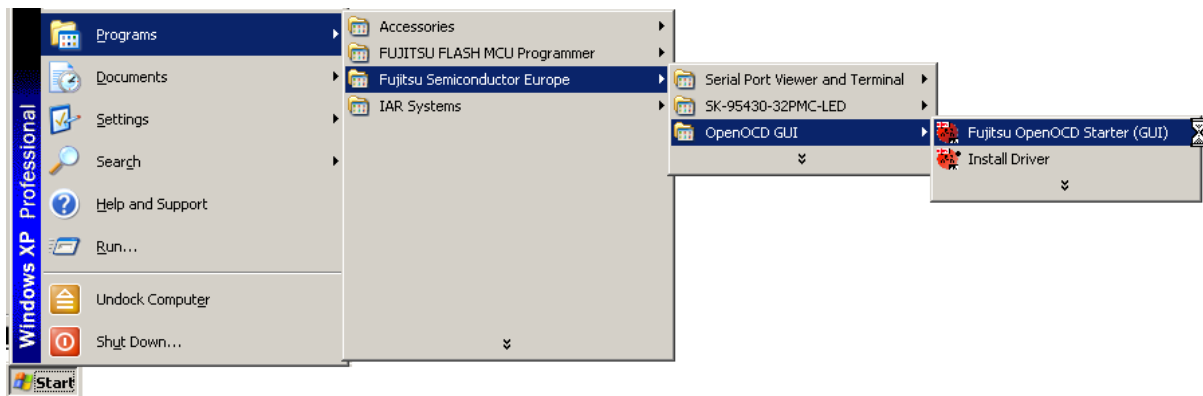 Windows XP Professional
Programs
Documents
Settings
Search
Help and Support
Run...
Undock Computer
Shut Down...
Start
Accessories
FUJITSU FLASH MCU Programmer
Fujitsu Semiconductor Europe
IAR Systems
Serial Port Viewer and Terminal
SK-95430-32PMC-LED
OpenOCD GUI
Fujitsu OpenOCD Starter (GUI)
Install Driver